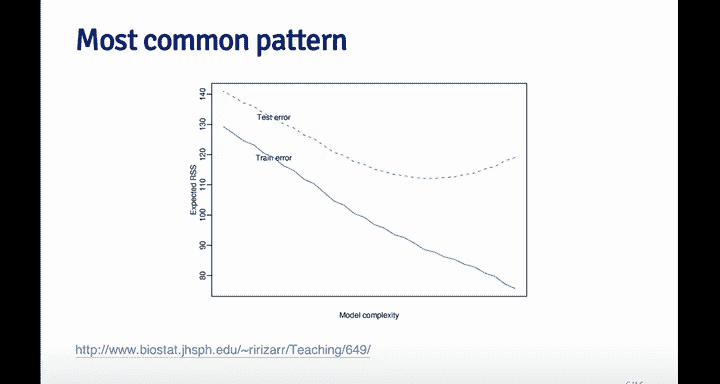 Most common pattern
140
130
120
110
100
90
80
Expected RSS
Test error
Train error
Model complexity
http://www.biostat.jhsph.edu/~ririzarr/Teaching/649/